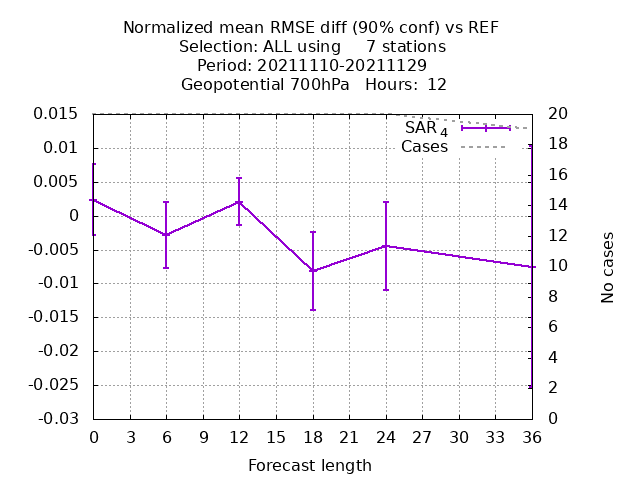 Normalized mean RMSE diff (90% conf) vs REF
Selection: ALL using     7 stations
Period: 20211110-20211129
Geopotential 700hPa   Hours:  12
SAR 4
Cases
0.015
0.01
0.005
0
-0.005
-0.01
-0.015
-0.02
-0.025
-0.03
20
18
16
14
12
10
8
6
4
2
0
No cases
0 3 6 9 12 15 18 21 24 27 30 33 36
Forecast length